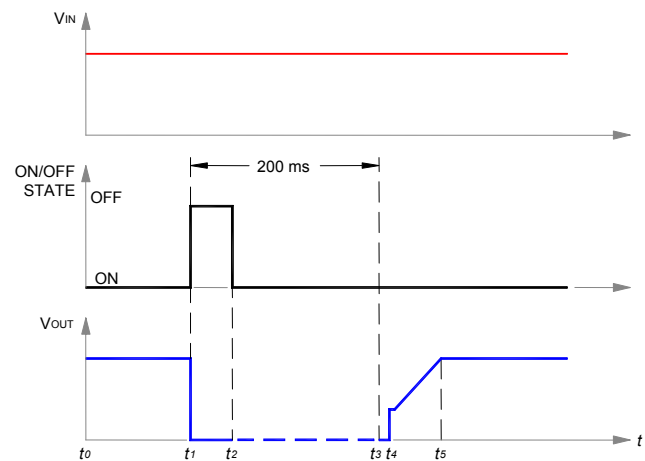 VIN
200 ms
ON/OFF
STATE
OFF
ON
VOUT
t
t0 t1 t2 t3 t4 t5